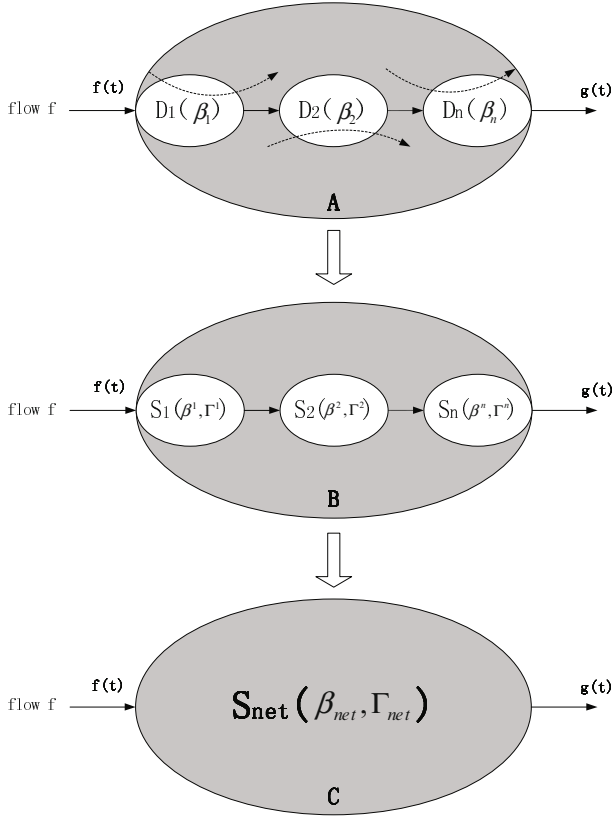 f(t)
g(t)
flow f
D1(β₁)
D2(β₂)
Dn(βₙ)
A
f(t)
g(t)
flow f
S1(β¹,Γ¹)
S2(β²,Γ²)
Sn(βⁿ,Γⁿ)
B
f(t)
g(t)
flow f
Snet(βnet,Γnet)
C